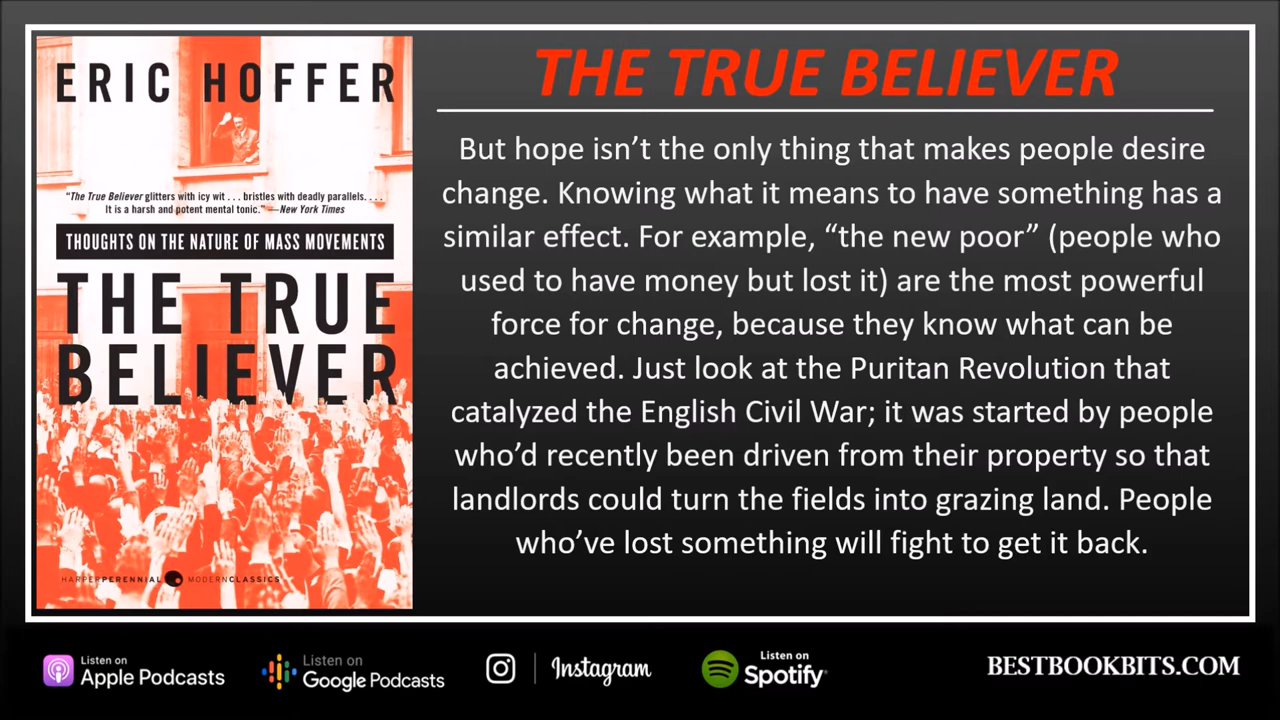 ERIC HOFFER
“The True Believer glitters with icy wit . . . bristles with deadly parallels. . . .
It is a harsh and potent mental tonic.” —New York Times
THOUGHTS ON THE NATURE OF MASS MOVEMENTS
THE TRUE
BELIEVER
HARPERPERENNIAL MODERNCLASSICS
THE TRUE BELIEVER
But hope isn’t the only thing that makes people desire
change. Knowing what it means to have something has a
similar effect. For example, “the new poor” (people who
used to have money but lost it) are the most powerful
force for change, because they know what can be
achieved. Just look at the Puritan Revolution that
catalyzed the English Civil War; it was started by people
who’d recently been driven from their property so that
landlords could turn the fields into grazing land. People
who’ve lost something will fight to get it back.
Listen on
Apple Podcasts
Listen on
Google Podcasts
Instagram
Listen on
Spotify
BESTBOOKBITS.COM